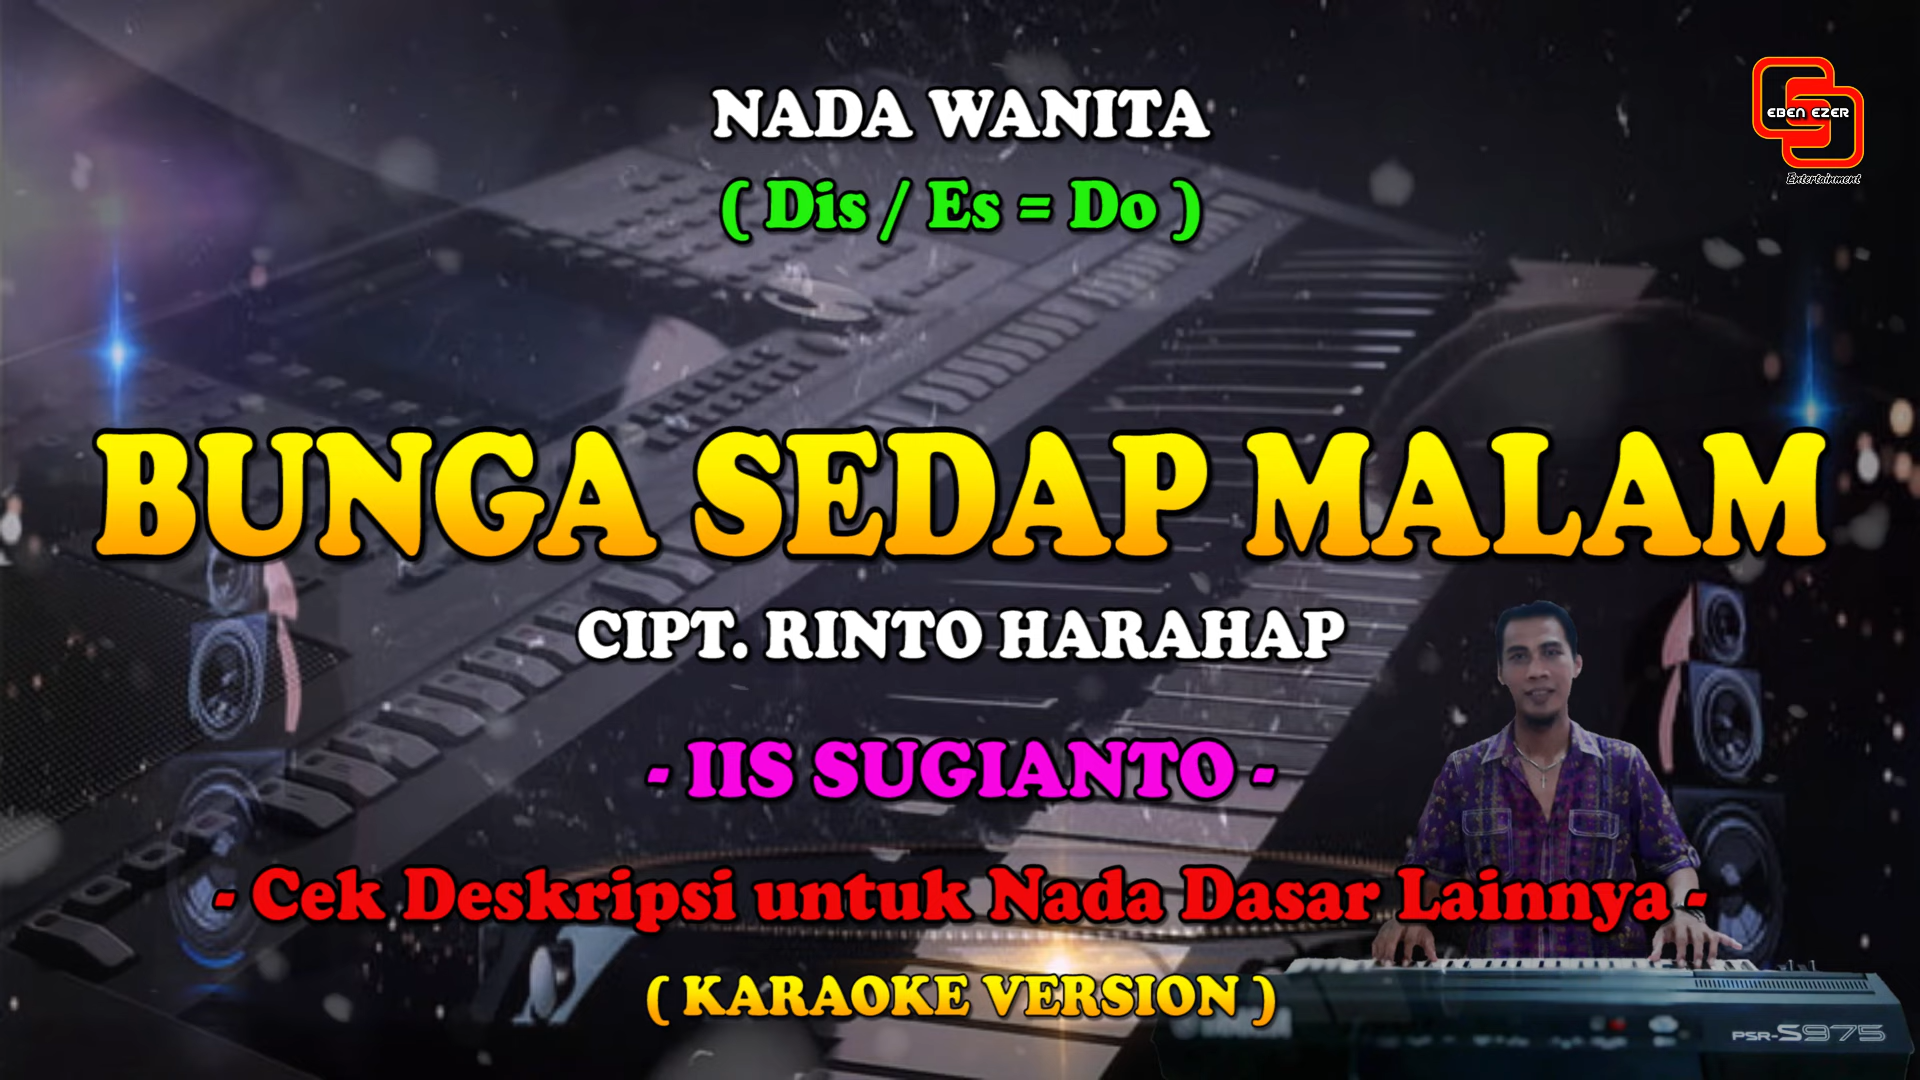 NADA WANITA
( Dis / Es = Do )
EBEN EZER
Entertainment
BUNGA SEDAP MALAM
CIPT. RINTO HARAHAP
- IIS SUGIANTO -
- Cek Deskripsi untuk Nada Dasar Lainnya -
( KARAOKE VERSION )
PSR-S975